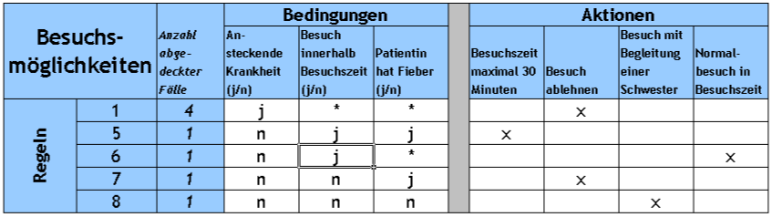 Besuchs-
möglichkeiten
Anzahl
abge-
deckter
Fälle
Bedingungen
An-
steckende
Krankheit
(j/n)
Besuch
innerhalb
Besuchszeit
(j/n)
Patientin
hat Fieber
(j/n)
Aktionen
Besuchszeit
maximal 30
Minuten
Besuch
ablehnen
Besuch mit
Begleitung
einer
Schwester
Normal-
besuch in
Besuchszeit
Regeln
1 4 j * * x
5 1 n j j x
6 1 n j * x
7 1 n n j x
8 1 n n n x